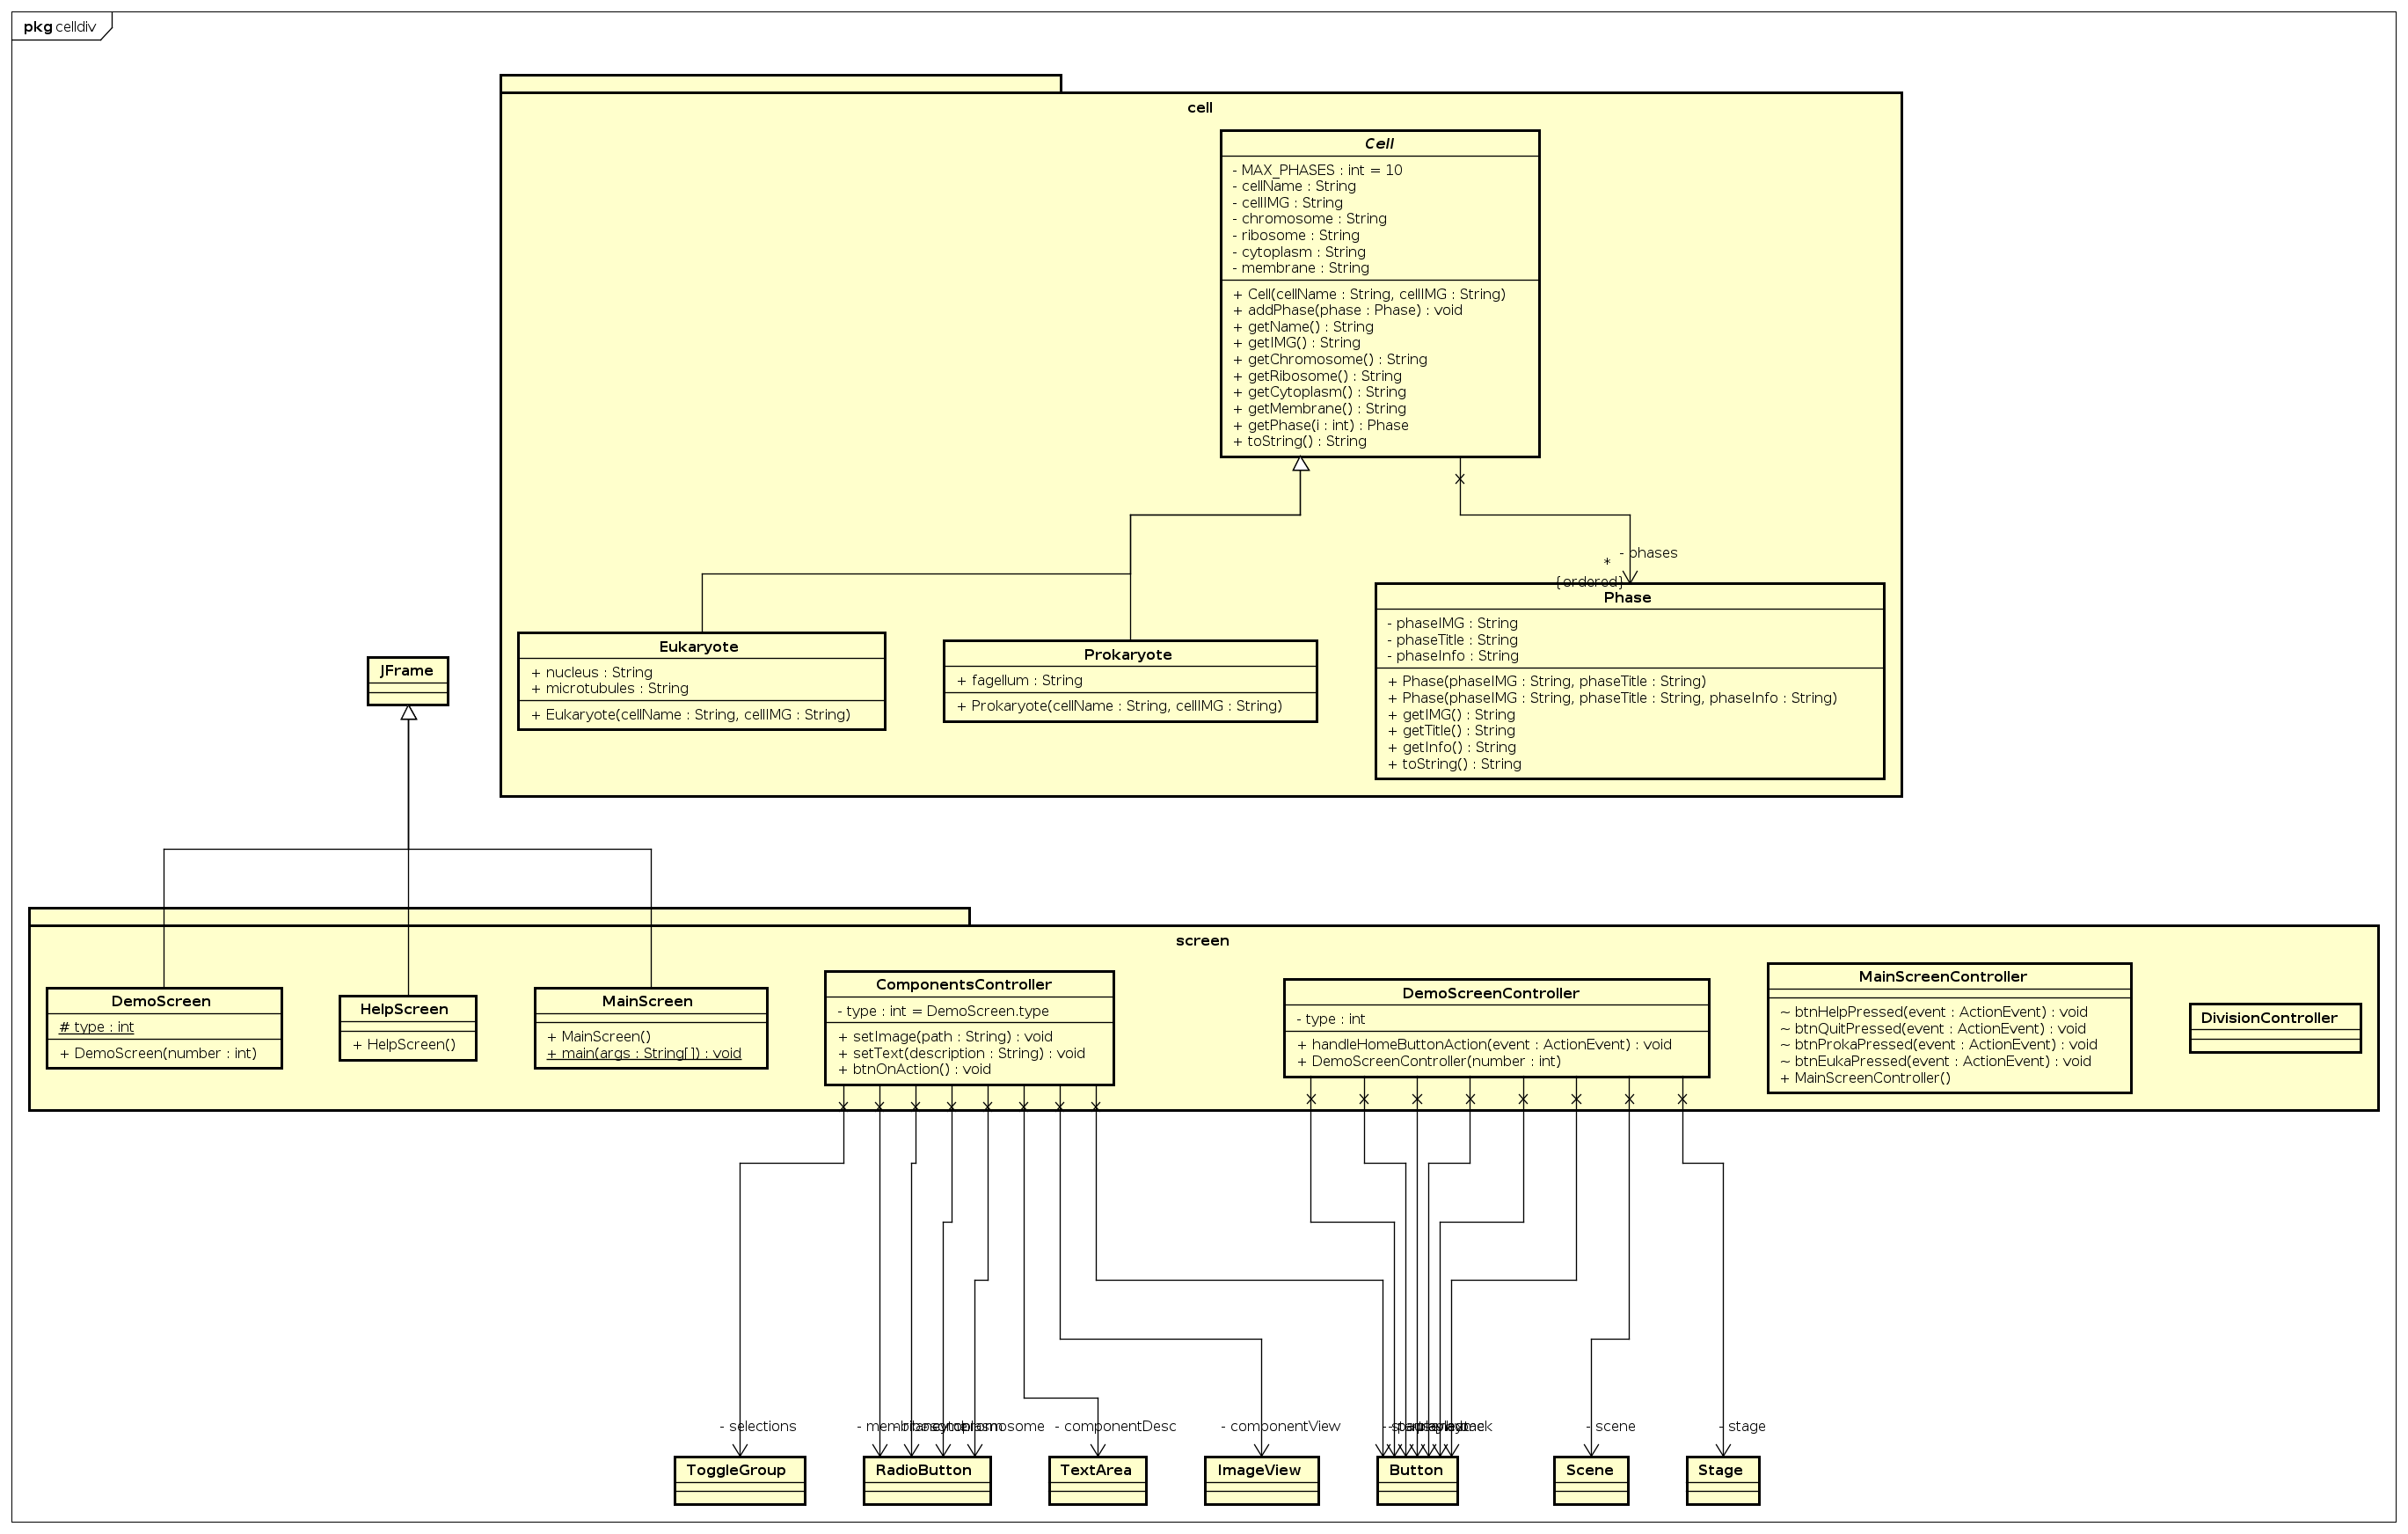 pkg celldiv
cell
Cell
- MAX_PHASES : int = 10
- cellName : String
- cellIMG : String
- chromosome : String
- ribosome : String
- cytoplasm : String
- membrane : String
+ Cell(cellName : String, cellIMG : String)
+ addPhase(phase : Phase) : void
+ getName() : String
+ getIMG() : String
+ getChromosome() : String
+ getRibosome() : String
+ getCytoplasm() : String
+ getMembrane() : String
+ getPhase(i : int) : Phase
+ toString() : String
- phases
*
{ordered}
Eukaryote
+ nucleus : String
+ microtubules : String
+ Eukaryote(cellName : String, cellIMG : String)
Prokaryote
+ fagellum : String
+ Prokaryote(cellName : String, cellIMG : String)
Phase
- phaseIMG : String
- phaseTitle : String
- phaseInfo : String
+ Phase(phaseIMG : String, phaseTitle : String)
+ Phase(phaseIMG : String, phaseTitle : String, phaseInfo : String)
+ getIMG() : String
+ getTitle() : String
+ getInfo() : String
+ toString() : String
JFrame
screen
DemoScreen
# type : int
+ DemoScreen(number : int)
HelpScreen
+ HelpScreen()
MainScreen
+ MainScreen()
+ main(args : String[]) : void
ComponentsController
- type : int = DemoScreen.type
+ setImage(path : String) : void
+ setText(description : String) : void
+ btnOnAction() : void
DemoScreenController
- type : int
+ handleHomeButtonAction(event : ActionEvent) : void
+ DemoScreenController(number : int)
MainScreenController
~ btnHelpPressed(event : ActionEvent) : void
~ btnQuitPressed(event : ActionEvent) : void
~ btnProkaPressed(event : ActionEvent) : void
~ btnEukaPressed(event : ActionEvent) : void
+ MainScreenController()
DivisionController
- selections
- componentDesc
- componentView
- scene
- stage
ToggleGroup
RadioButton
TextArea
ImageView
Button
Scene
Stage